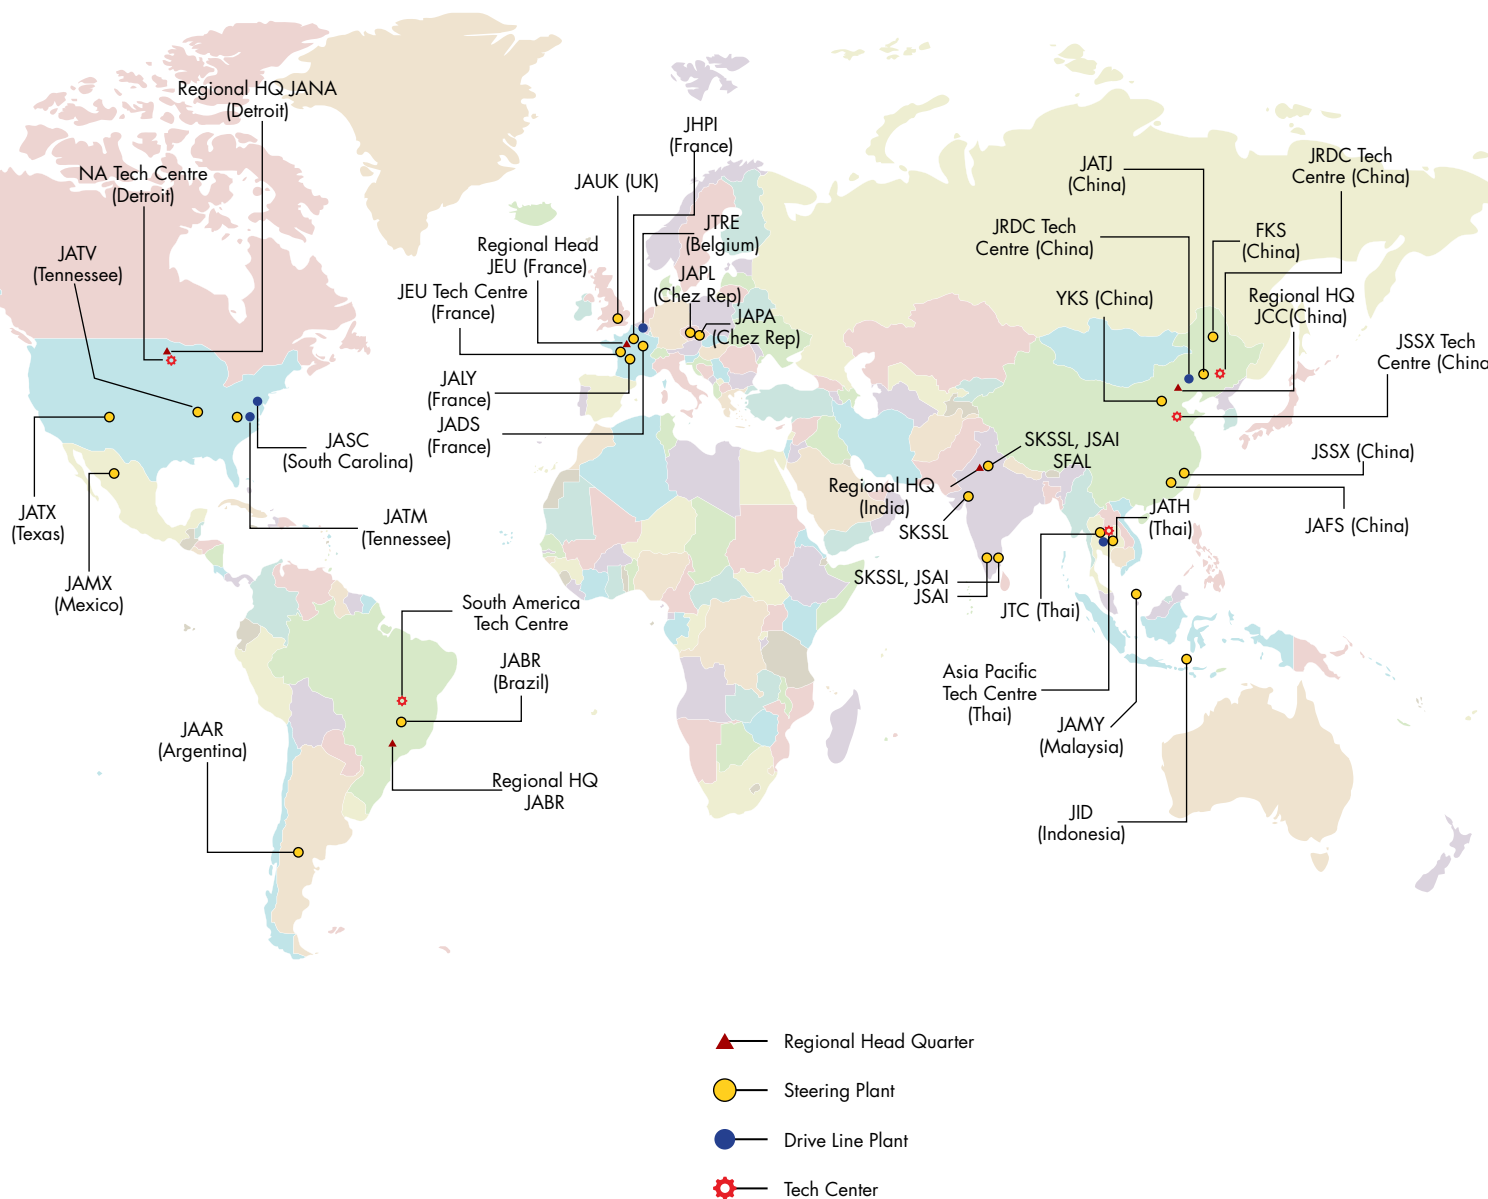 Regional HQ JANA
(Detroit)
NA Tech Centre
(Detroit)
JATV
(Tennessee)
JATX
(Texas)
JAMX
(Mexico)
JASC
(South Carolina)
JATM
(Tennessee)
South America
Tech Centre
JABR
(Brazil)
JAAR
(Argentina)
Regional HQ
JABR
JHPI
(France)
JAUK (UK)
JTRE
(Belgium)
Regional Head
JEU (France)
JAPL
(Chez Rep)
JEU Tech Centre
(France)
JAPA
(Chez Rep)
JALY
(France)
JADS
(France)
JATJ
(China)
JRDC Tech
Centre (China)
JRDC Tech
Centre (China)
FKS
(China)
YKS (China)
Regional HQ
JCC(China)
JSSX Tech
Centre (China
SKSSL, JSAI
SFAL
JSSX (China)
Regional HQ
(India)
SKSSL
JATH
(Thai)
JAFS (China)
SKSSL, JSAI
JSAI
JTC (Thai)
Asia Pacific
Tech Centre
(Thai)
JAMY
(Malaysia)
JID
(Indonesia)
Regional Head Quarter
Steering Plant
Drive Line Plant
Tech Center